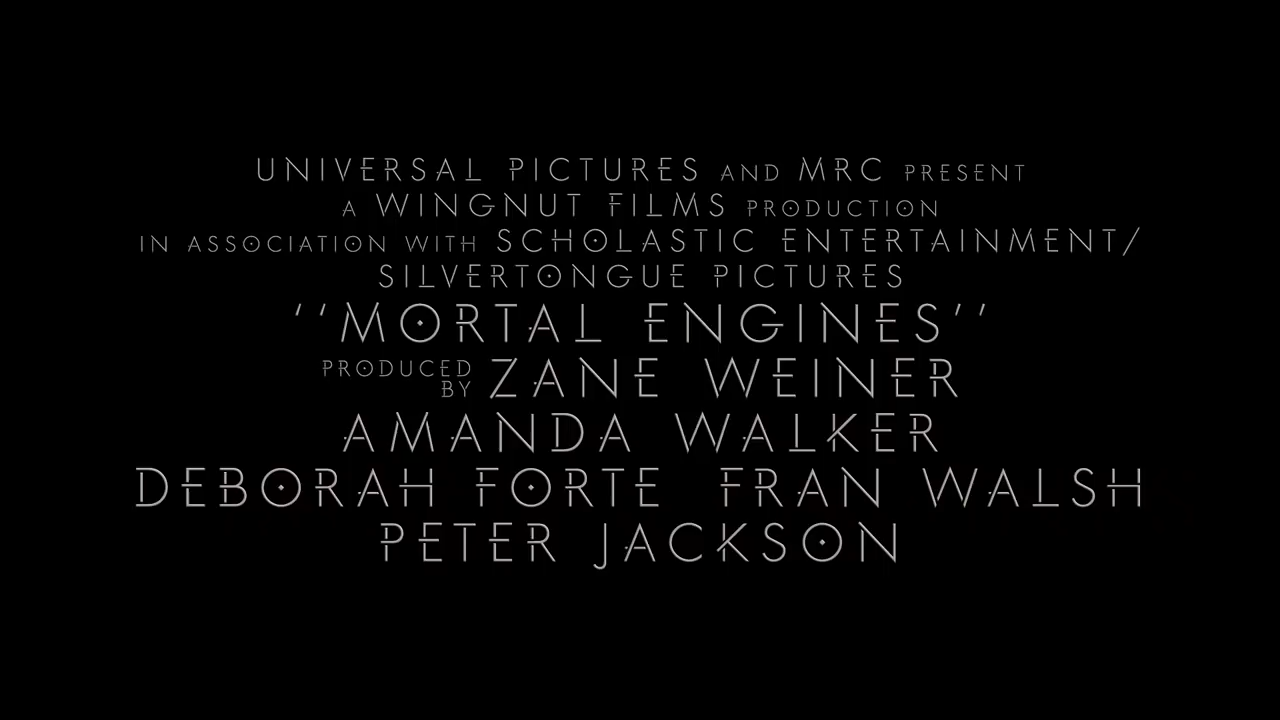 UNIVERSAL PICTURES AND MRC PRESENT
A WINGNUT FILMS PRODUCTION
IN ASSOCIATION WITH SCHOLASTIC ENTERTAINMENT/
SILVERTONGUE PICTURES
''MORTAL ENGINES''
PRODUCED BY ZANE WEINER
AMANDA WALKER
DEBORAH FORTE FRAN WALSH
PETER JACKSON